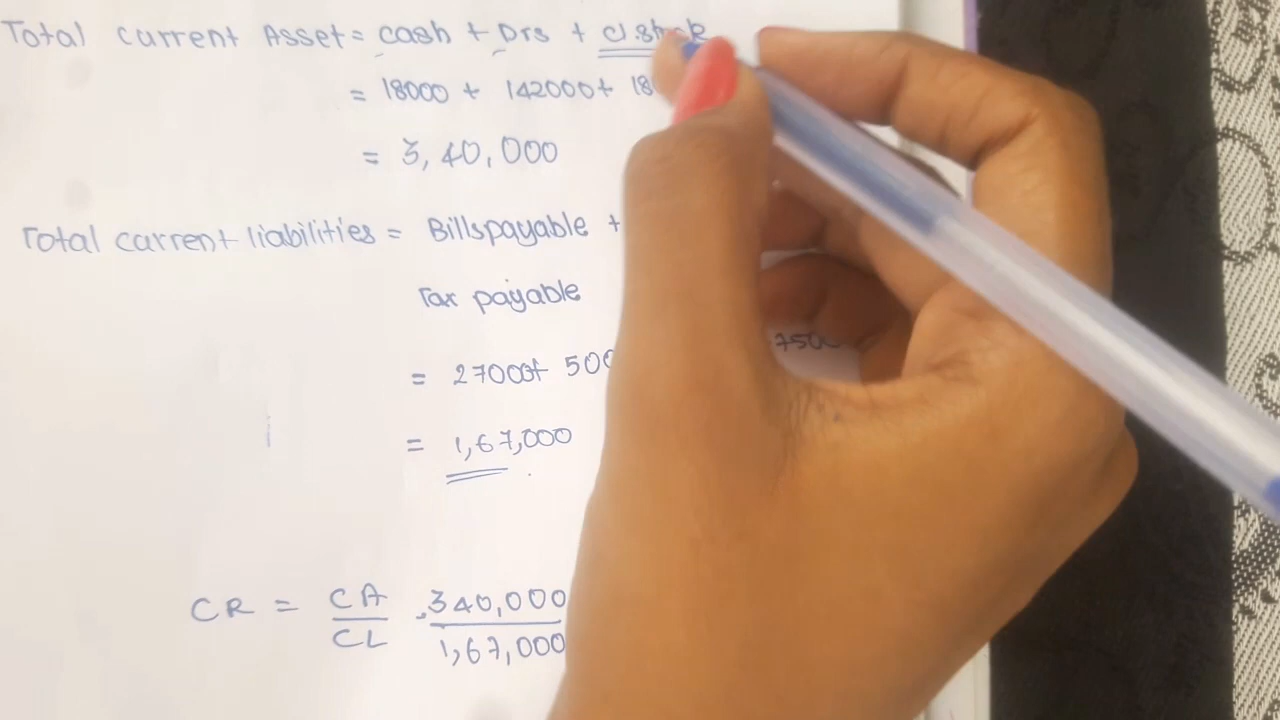 Total Current Asset = cash + Drs + cl.stock
= 18000 + 142000+ 18
= 3,40,000
Total current liabilities = Billspayable +
Tax payable
= 27000+ 500
= 1,67,000
CR = CA 340,000
CL 1,67,000